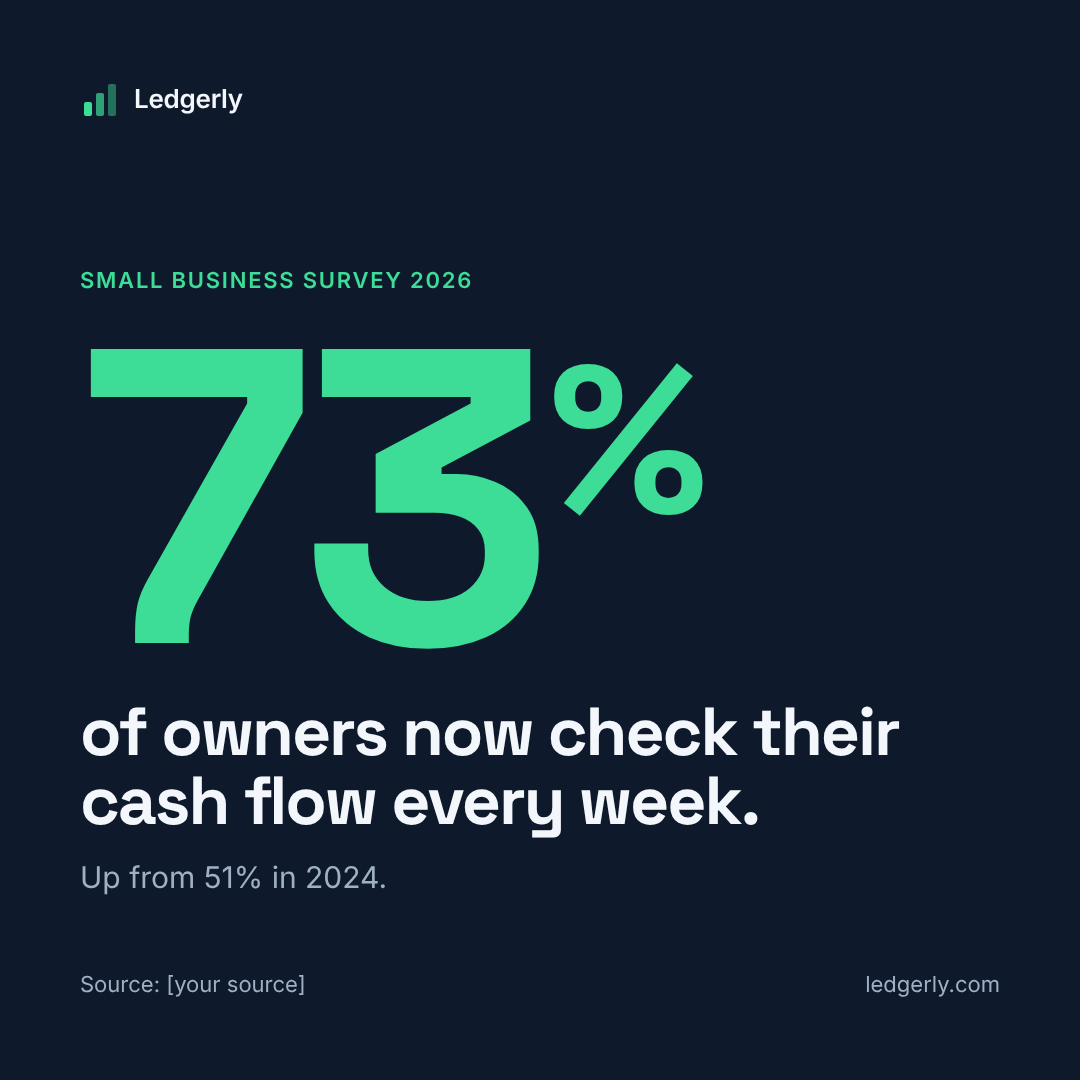 Ledgerly
SMALL BUSINESS SURVEY 2026
73%
of owners now check their
cash flow every week.
Up from 51% in 2024.
Source: [your source]
ledgerly.com